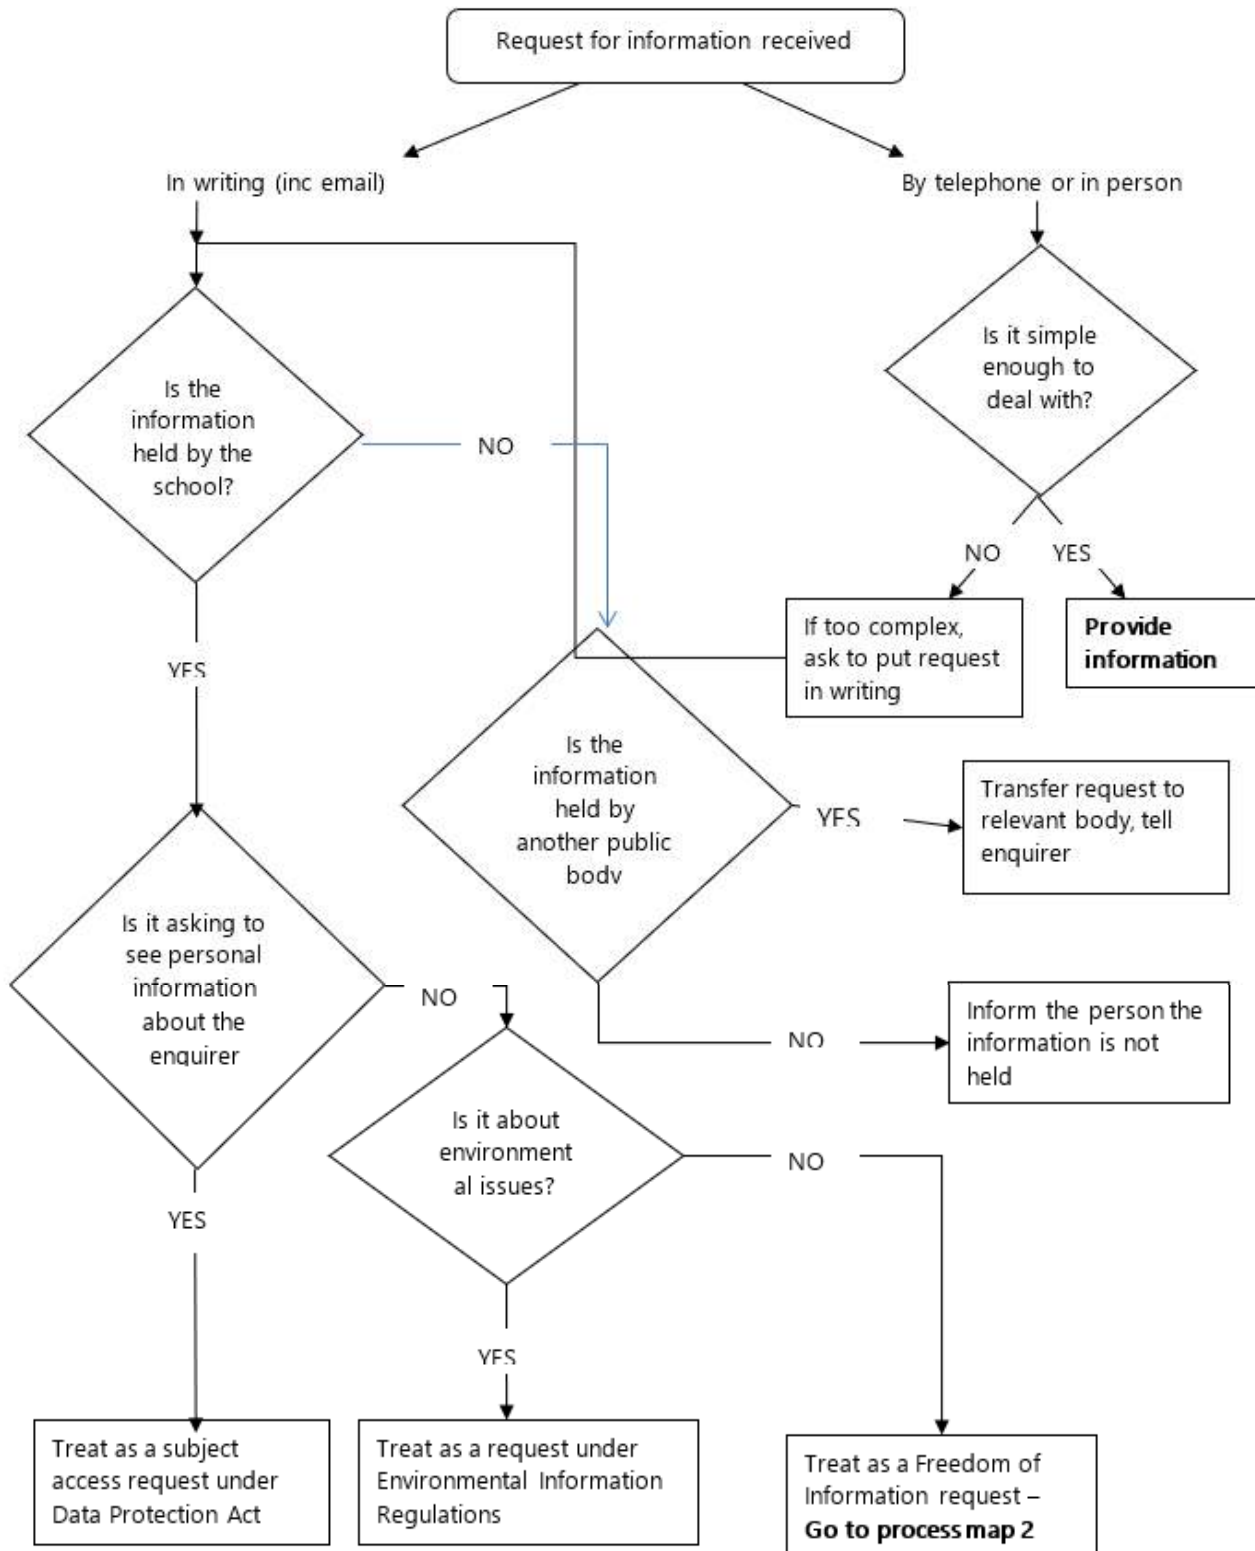 Request for information received
In writing (inc email)
By telephone or in person
Is it simple
enough to
deal with?
Is the
information
held by the
school?
NO
NO
YES
If too complex,
ask to put request
in writing
Provide
information
YES
Is the
information
held by
another public
body
YES
Transfer request to
relevant body, tell
enquirer
Is it asking to
see personal
information
about the
enquirer
NO
NO
Inform the person the
information is not
held
Is it about
environment
al issues?
NO
YES
YES
Treat as a subject
access request under
Data Protection Act
Treat as a request under
Environmental Information
Regulations
Treat as a Freedom of
Information request –
Go to process map 2